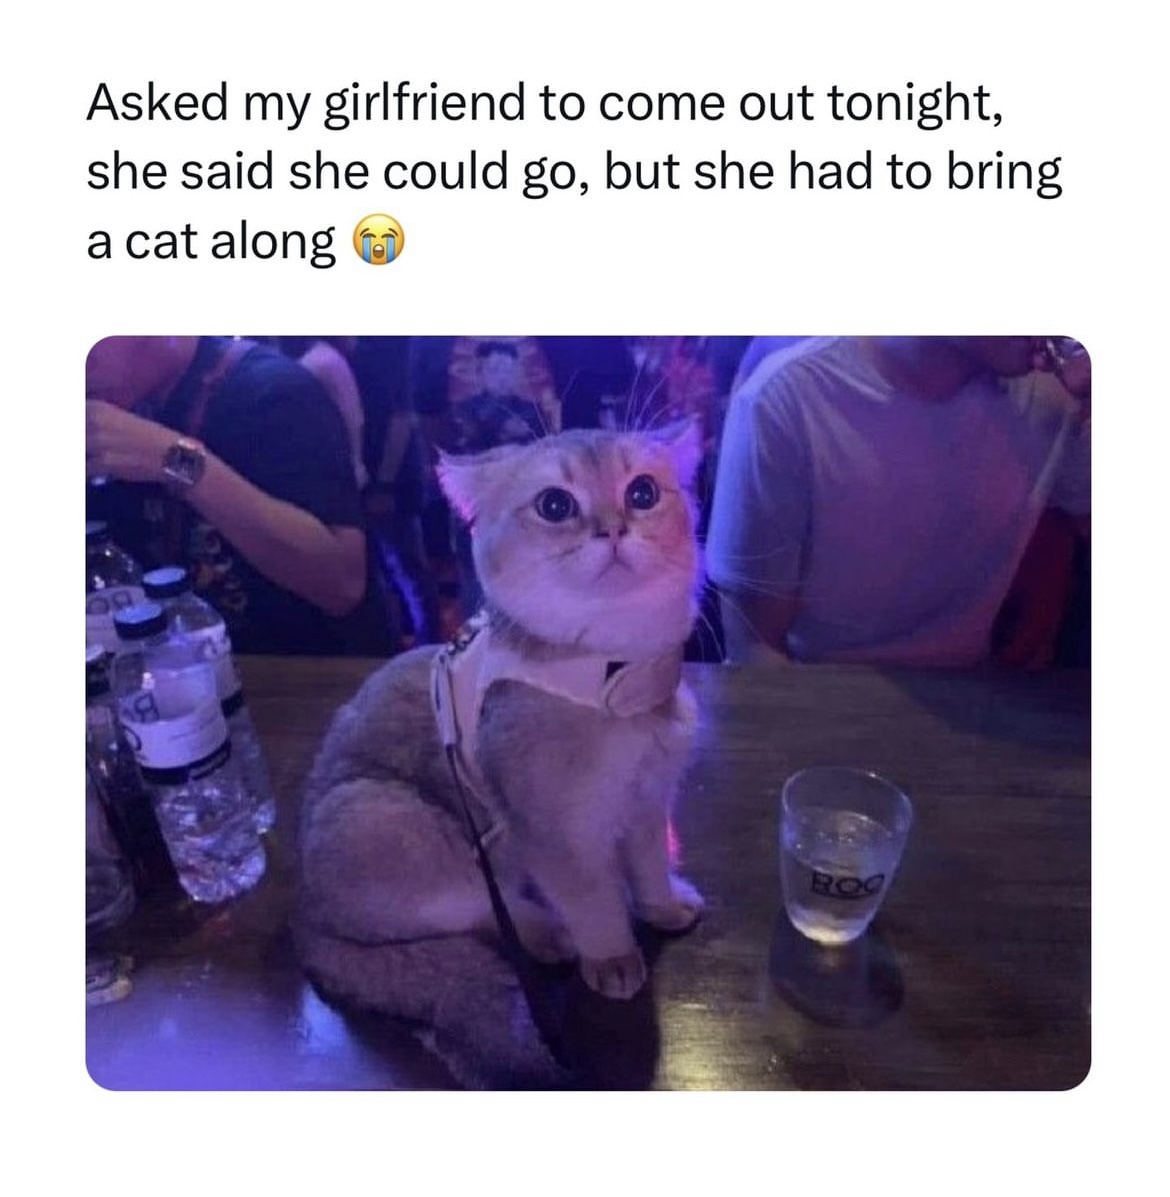 Asked my girlfriend to come out tonight,
she said she could go, but she had to bring
a cat along 😭